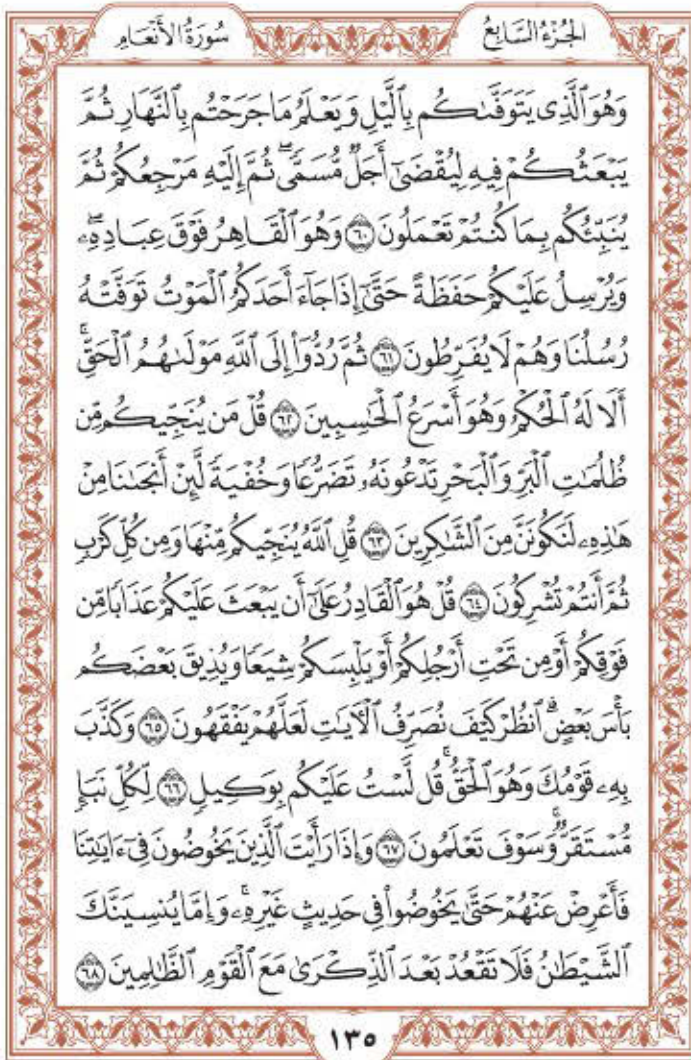 الجُزْءُ السَّابِعُ
سُورَةُ الأَنْعَامِ
وَهُوَ ٱلَّذِى يَتَوَفَّىٰكُم بِٱلَّيْلِ وَيَعْلَمُ مَا جَرَحْتُم بِٱلنَّهَارِ ثُمَّ
يَبْعَثُكُمْ فِيهِ لِيُقْضَىٰٓ أَجَلٌ مُّسَمًّى ۖ ثُمَّ إِلَيْهِ مَرْجِعُكُمْ ثُمَّ
يُنَبِّئُكُم بِمَا كُنتُمْ تَعْمَلُونَ ٦٠ وَهُوَ ٱلْقَاهِرُ فَوْقَ عِبَادِهِۦ ۖ
وَيُرْسِلُ عَلَيْكُمْ حَفَظَةً حَتَّىٰٓ إِذَا جَآءَ أَحَدَكُمُ ٱلْمَوْتُ تَوَفَّتْهُ
رُسُلُنَا وَهُمْ لَا يُفَرِّطُونَ ٦١ ثُمَّ رُدُّوٓا۟ إِلَى ٱللَّهِ مَوْلَىٰهُمُ ٱلْحَقِّ ۚ
أَلَا لَهُ ٱلْحُكْمُ وَهُوَ أَسْرَعُ ٱلْحَٰسِبِينَ ٦٢ قُلْ مَن يُنَجِّيكُم مِّن
ظُلُمَٰتِ ٱلْبَرِّ وَٱلْبَحْرِ تَدْعُونَهُۥ تَضَرُّعًا وَخُفْيَةً لَّئِنْ أَنجَىٰنَا مِنْ
هَٰذِهِۦ لَنَكُونَنَّ مِنَ ٱلشَّٰكِرِينَ ٦٣ قُلِ ٱللَّهُ يُنَجِّيكُم مِّنْهَا وَمِن كُلِّ كَرْبٍ
ثُمَّ أَنتُمْ تُشْرِكُونَ ٦٤ قُلْ هُوَ ٱلْقَادِرُ عَلَىٰٓ أَن يَبْعَثَ عَلَيْكُمْ عَذَابًا مِّن
فَوْقِكُمْ أَوْ مِن تَحْتِ أَرْجُلِكُمْ أَوْ يَلْبِسَكُمْ شِيَعًا وَيُذِيقَ بَعْضَكُم
بَأْسَ بَعْضٍ ۗ ٱنظُرْ كَيْفَ نُصَرِّفُ ٱلْءَايَٰتِ لَعَلَّهُمْ يَفْقَهُونَ ٦٥ وَكَذَّبَ
بِهِۦ قَوْمُكَ وَهُوَ ٱلْحَقُّ ۚ قُل لَّسْتُ عَلَيْكُم بِوَكِيلٍ ٦٦ لِّكُلِّ نَبَإٍ
مُّسْتَقَرٌّ ۚ وَسَوْفَ تَعْلَمُونَ ٦٧ وَإِذَا رَأَيْتَ ٱلَّذِينَ يَخُوضُونَ فِىٓ ءَايَٰتِنَا
فَأَعْرِضْ عَنْهُمْ حَتَّىٰ يَخُوضُوا۟ فِى حَدِيثٍ غَيْرِهِۦ ۚ وَإِمَّا يُنسِيَنَّكَ
ٱلشَّيْطَٰنُ فَلَا تَقْعُدْ بَعْدَ ٱلذِّكْرَىٰ مَعَ ٱلْقَوْمِ ٱلظَّٰلِمِينَ ٦٨
١٣٥